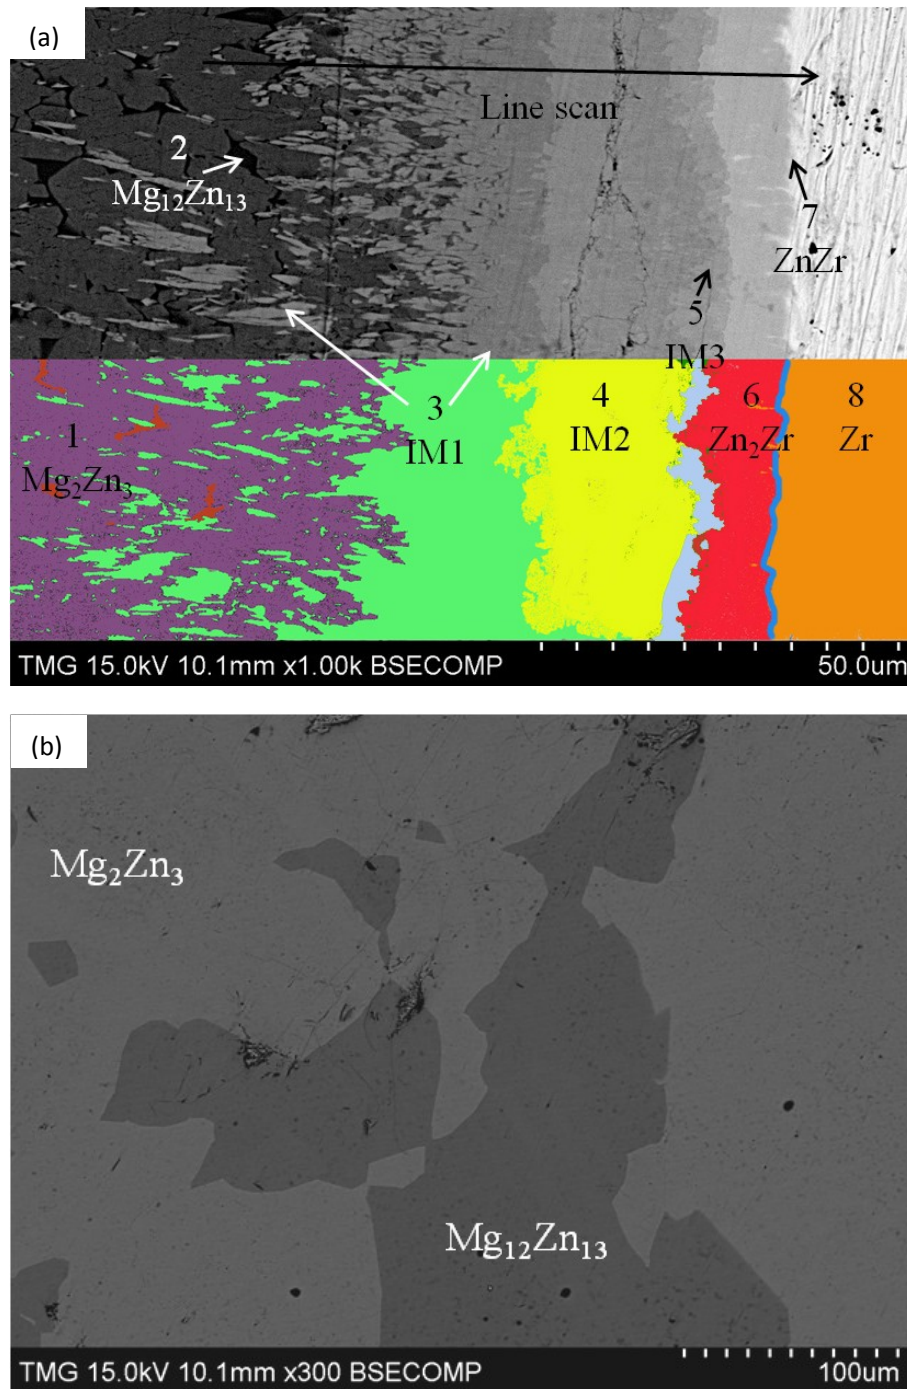 (a)
Line scan
2
Mg₁₂Zn₁₃
7
ZnZr
5
IM3
1
Mg₂Zn₃
3
IM1
4
IM2
6
Zn₂Zr
8
Zr
TMG 15.0kV 10.1mm x1.00k BSECOMP 50.0um
(b)
Mg₂Zn₃
Mg₁₂Zn₁₃
TMG 15.0kV 10.1mm x300 BSECOMP 100um